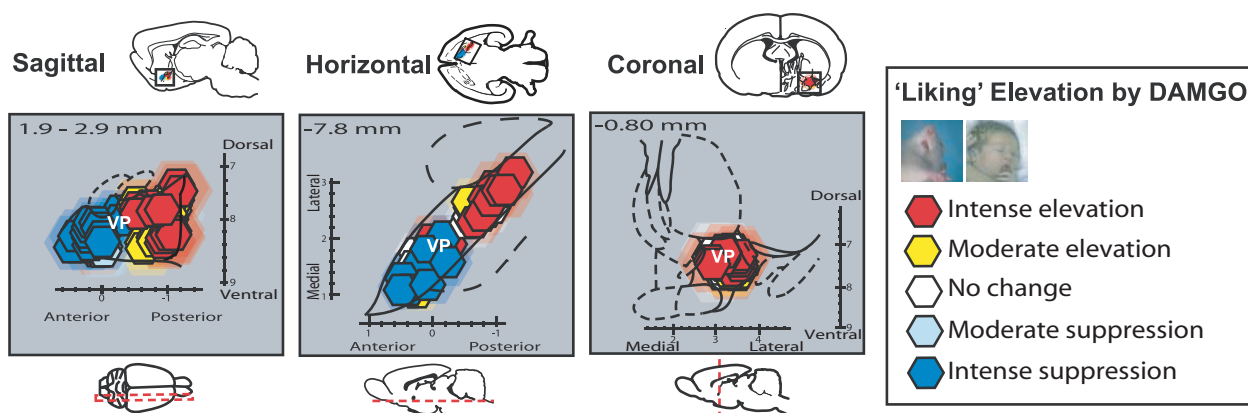 Sagittal
Horizontal
Coronal
1.9 - 2.9 mm
Dorsal
7
8
9
VP
Ventral
0
-1
Anterior
Posterior
-7.8 mm
Lateral
Medial
3
2
1
VP
1
0
-1
Anterior
Posterior
-0.80 mm
Dorsal
7
8
9
VP
Ventral
2
3
4
Medial
Lateral
‘Liking’ Elevation by DAMGO
Intense elevation
Moderate elevation
No change
Moderate suppression
Intense suppression